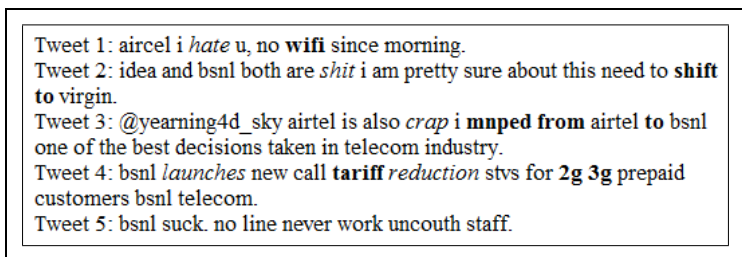 Tweet 1: aircel i hate u, no wifi since morning.
Tweet 2: idea and bsnl both are shit i am pretty sure about this need to shift
to virgin.
Tweet 3: @yearning4d_sky airtel is also crap i mnped from airtel to bsnl
one of the best decisions taken in telecom industry.
Tweet 4: bsnl launches new call tariff reduction stvs for 2g 3g prepaid
customers bsnl telecom.
Tweet 5: bsnl suck. no line never work uncouth staff.